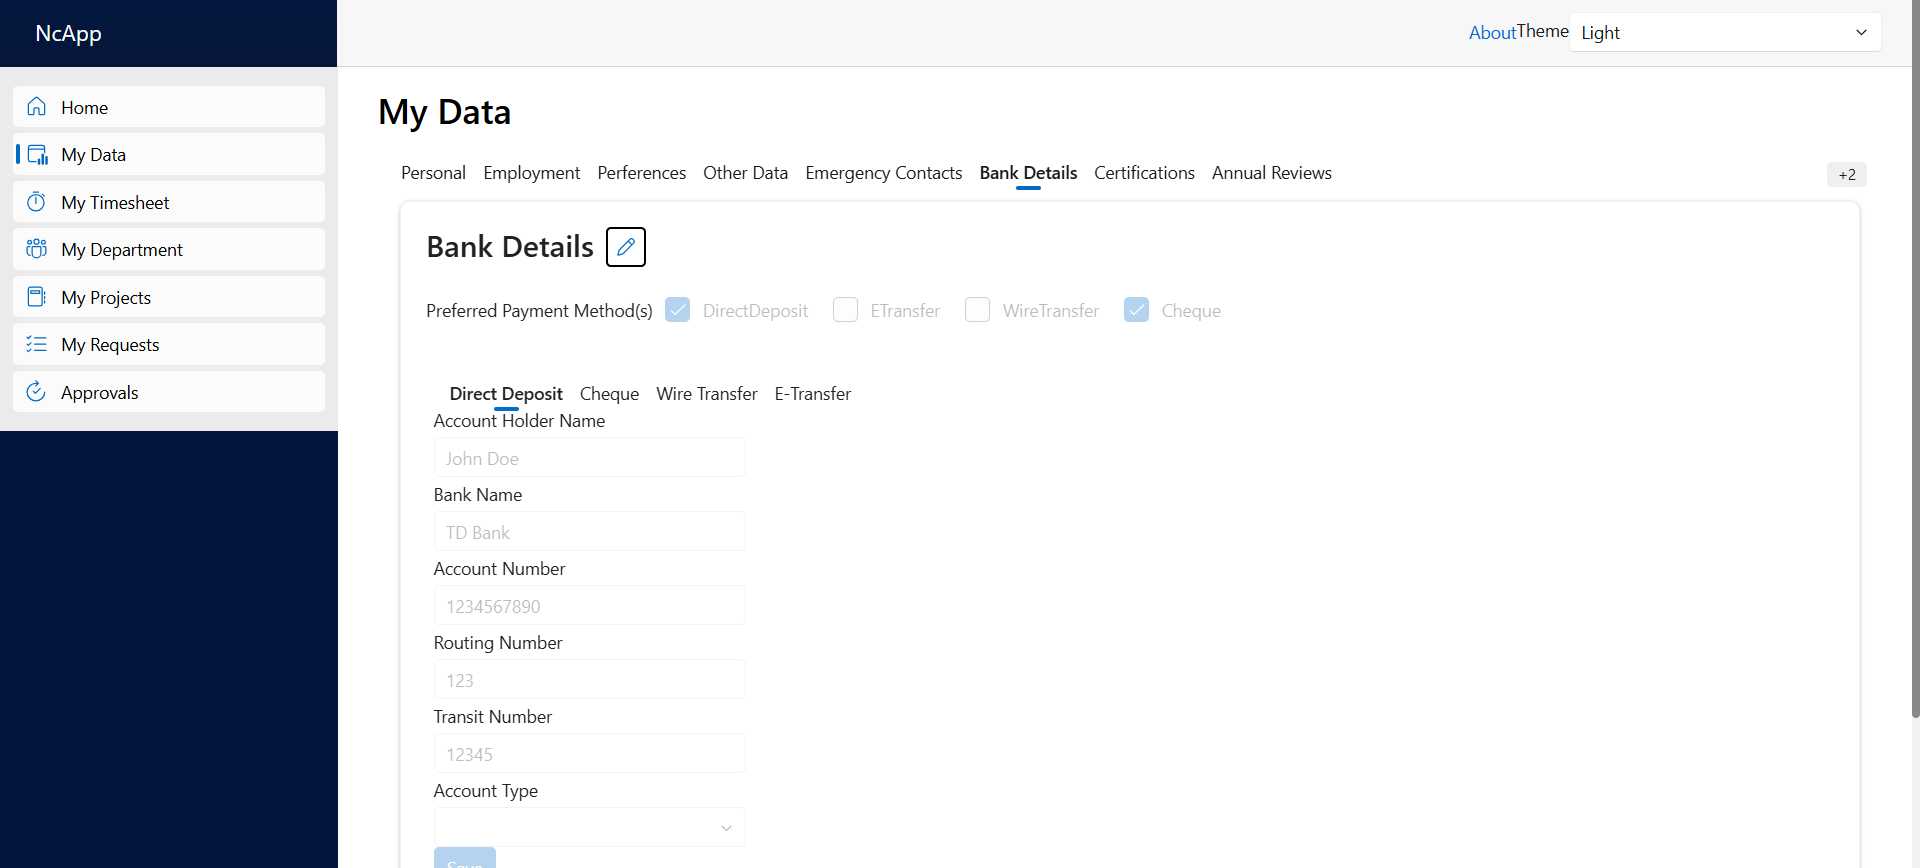 NcApp
About Theme Light
Home
My Data
My Timesheet
My Department
My Projects
My Requests
Approvals
My Data
Personal Employment Perferences Other Data Emergency Contacts Bank Details Certifications Annual Reviews +2
Bank Details
Preferred Payment Method(s) DirectDeposit ETransfer WireTransfer Cheque
Direct Deposit Cheque Wire Transfer E-Transfer
Account Holder Name
John Doe
Bank Name
TD Bank
Account Number
1234567890
Routing Number
123
Transit Number
12345
Account Type
Save